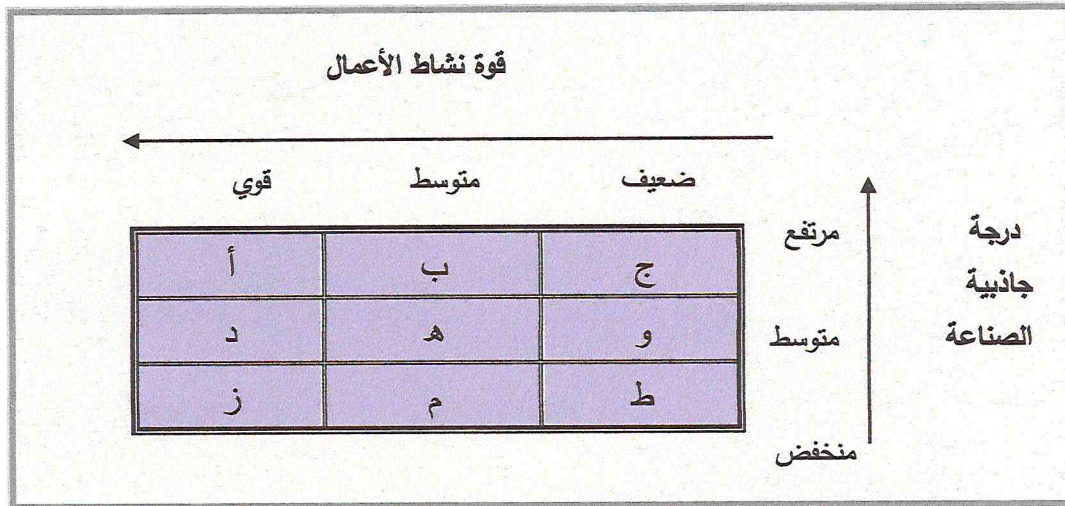 قوة نشاط الأعمال
ضعيف متوسط قوي
درجة جاذبية الصناعة
مرتفع
ج ب أ
متوسط
و هـ د
ط م ز
منخفض